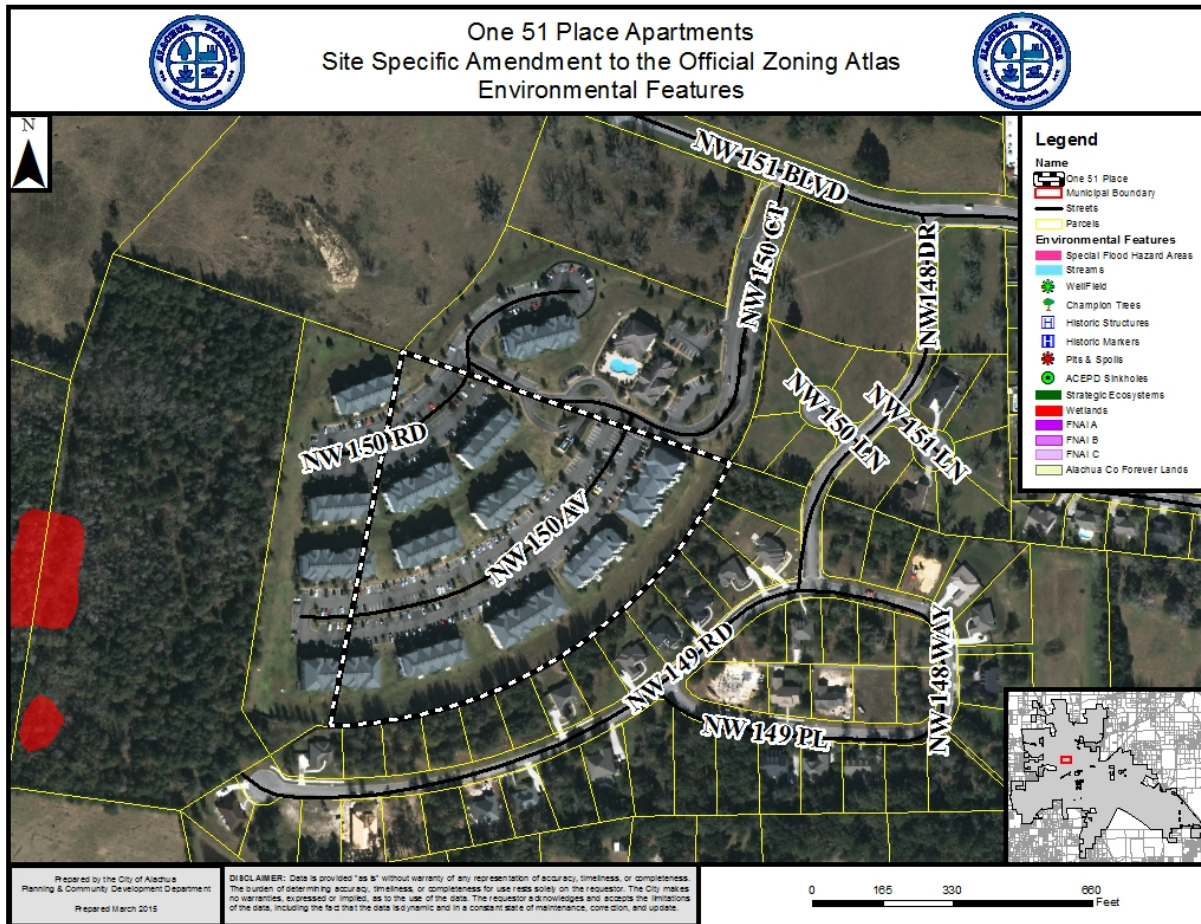 One 51 Place Apartments
Site Specific Amendment to the Official Zoning Atlas
Environmental Features
ALACHUA, FLORIDA
ALACHUA, FLORIDA
N
NW 151 BLVD
NW 150 CT
NW 148 DR
NW 150 LN
NW 151 LN
NW 150 RD
NW 150 AV
NW 149 RD
NW 149 PL
NW 148 WAY
Legend
Name
One 51 Place
Municipal Boundary
Streets
Parcels
Environmental Features
Special Flood Hazard Areas
Streams
WellField
Champion Trees
Historic Structures
Historic Markers
Pits & Spoils
ACEPD Sinkholes
Strategic Ecosystems
Wetlands
FNAI A
FNAI B
FNAI C
Alachua Co Forever Lands
Prepared by the City of Alachua
Planning & Community Development Department
Prepared March 2015
DISCLAIMER: Data is provided "as is" without warranty of any representation of accuracy, timeliness, or completeness.
The burden of determining accuracy, timeliness, or completeness for use rests solely on the requestor. The City makes
no warranties, expressed or implied, as to the use of the data. The requestor acknowledges and accepts the limitations
of the data, including the fact that the data is dynamic and in a constant state of maintenance, correction, and update.
0 165 330 660
Feet